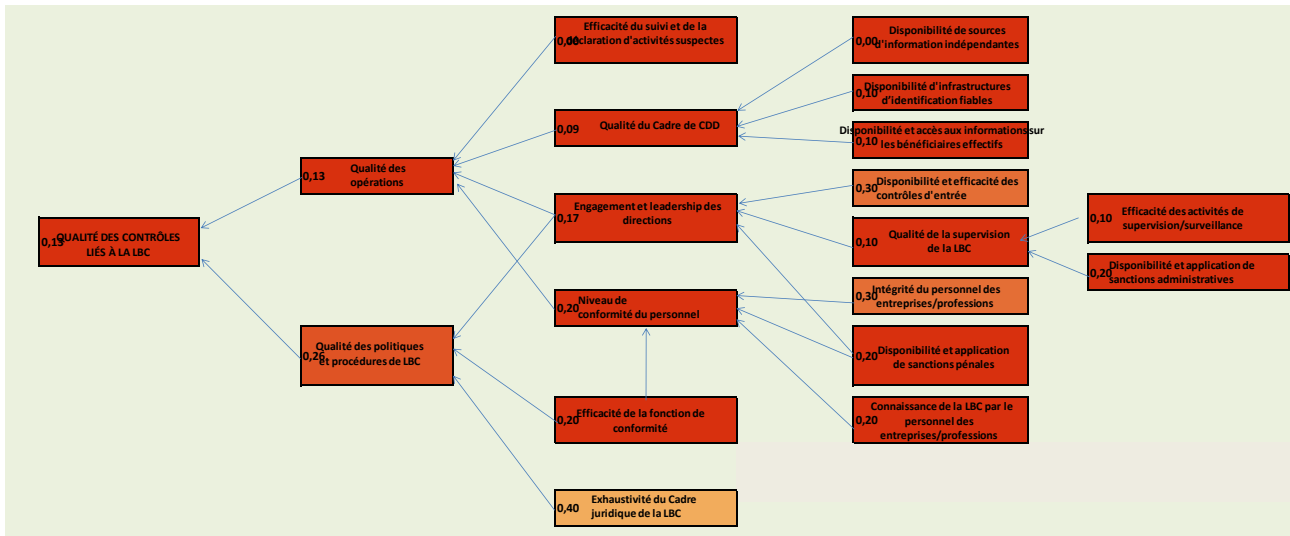 0,13
QUALITÉ DES CONTRÔLES
LIÉS À LA LBC
0,13
Qualité des
opérations
0,26
Qualité des politiques
et procédures de LBC
0,00
Efficacité du suivi et de la
déclaration d'activités suspectes
0,09
Qualité du Cadre de CDD
0,17
Engagement et leadership des
directions
0,20
Niveau de
conformité du personnel
0,20
Efficacité de la fonction de
conformité
0,40
Exhaustivité du Cadre
juridique de la LBC
0,00
Disponibilité de sources
d'information indépendantes
0,10
Disponibilité d'infrastructures
d'identification fiables
0,10
Disponibilité et accès aux informations sur
les bénéficiaires effectifs
0,30
Disponibilité et efficacité des
contrôles d'entrée
0,10
Qualité de la supervision
de la LBC
0,30
Intégrité du personnel des
entreprises/professions
0,20
Disponibilité et application
de sanctions pénales
0,20
Connaissance de la LBC par le
personnel des
entreprises/professions
0,10
Efficacité des activités de
supervision/surveillance
0,20
Disponibilité et application de
sanctions administratives